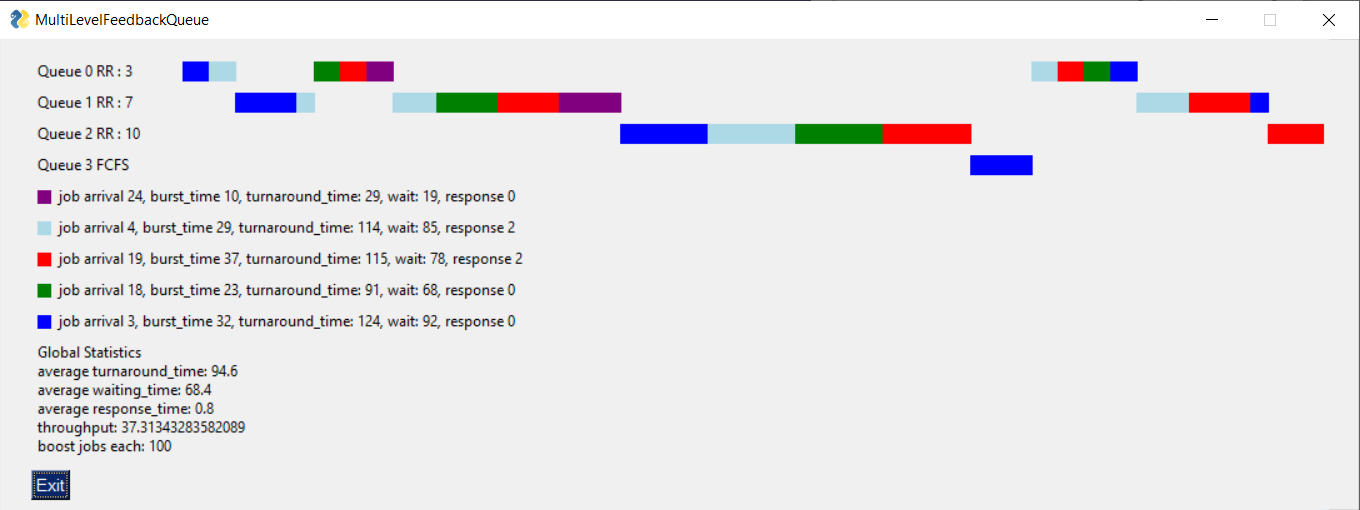 MultiLevelFeedbackQueue
Queue 0 RR : 3
Queue 1 RR : 7
Queue 2 RR : 10
Queue 3 FCFS
job arrival 24, burst_time 10, turnaround_time: 29, wait: 19, response 0
job arrival 4, burst_time 29, turnaround_time: 114, wait: 85, response 2
job arrival 19, burst_time 37, turnaround_time: 115, wait: 78, response 2
job arrival 18, burst_time 23, turnaround_time: 91, wait: 68, response 0
job arrival 3, burst_time 32, turnaround_time: 124, wait: 92, response 0
Global Statistics
average turnaround_time: 94.6
average waiting_time: 68.4
average response_time: 0.8
throughput: 37.31343283582089
boost jobs each: 100
Exit